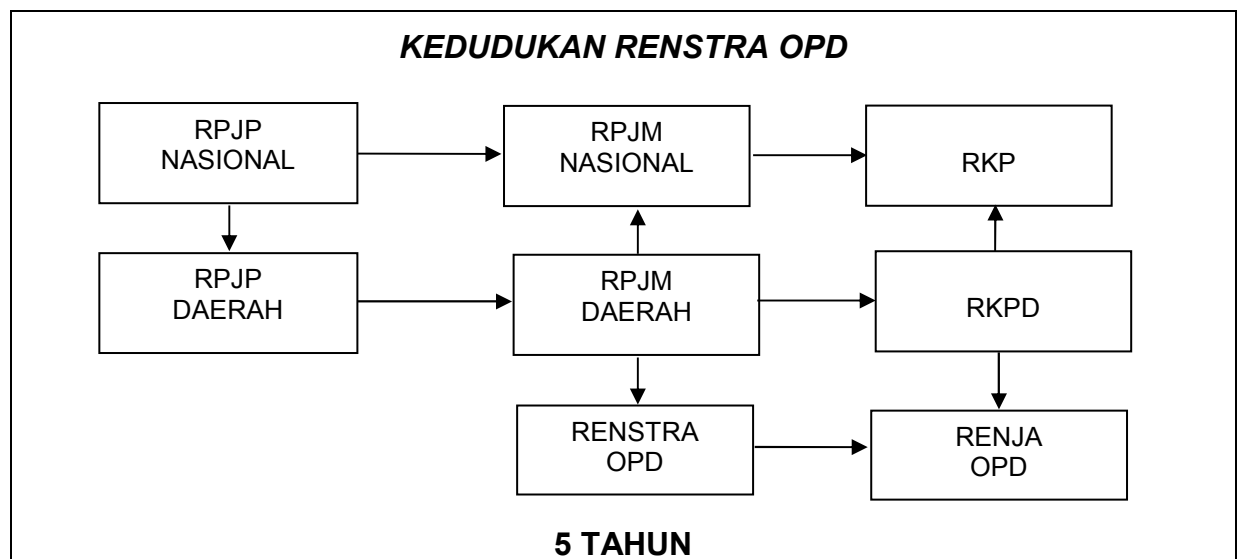 KEDUDUKAN RENSTRA OPD
RPJP
NASIONAL
RPJM
NASIONAL
RKP
RPJP
DAERAH
RPJM
DAERAH
RKPD
RENSTRA
OPD
RENJA
OPD
5 TAHUN